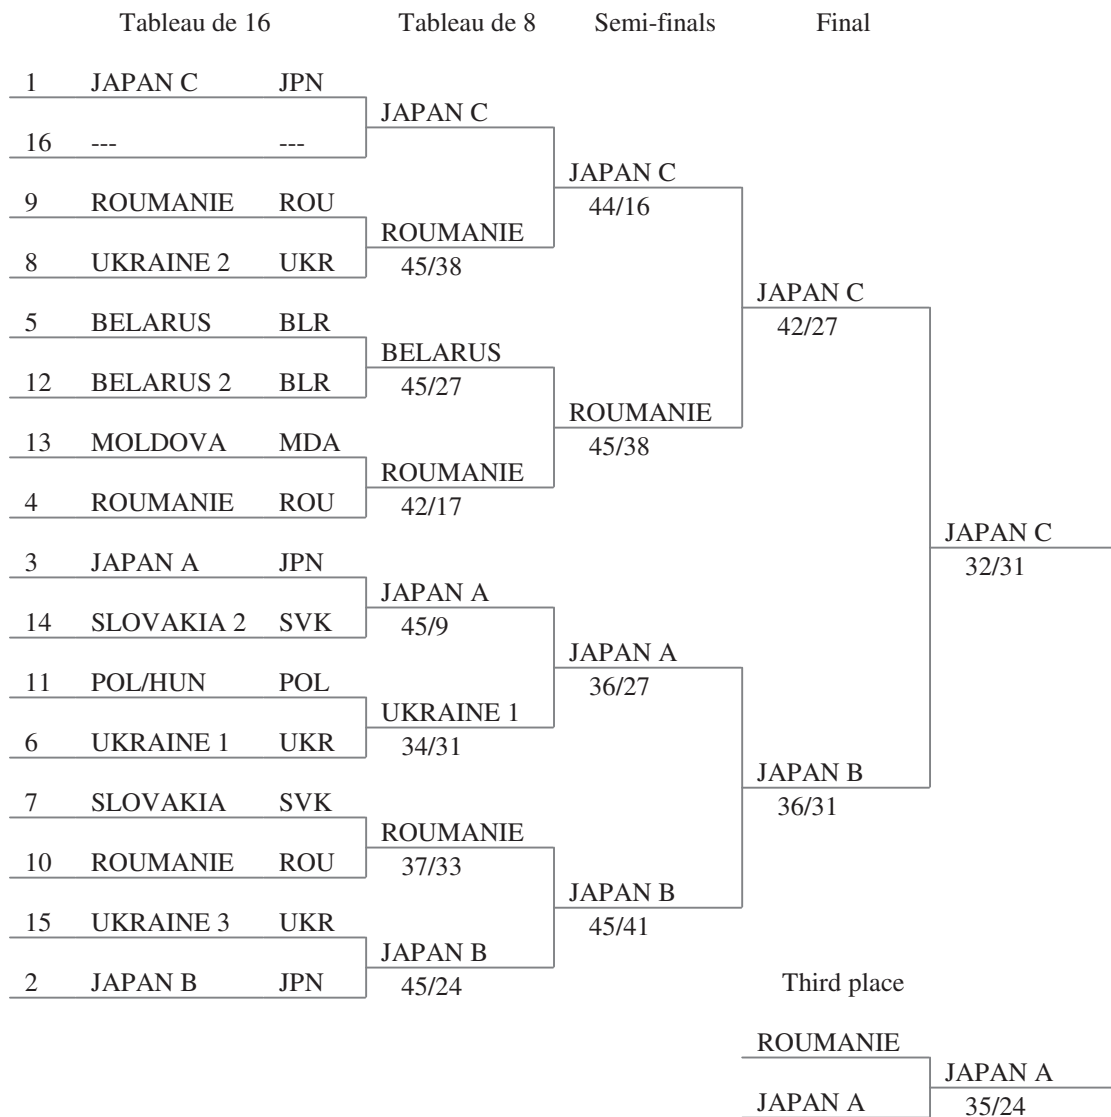 Tableau de 16 Tableau de 8 Semi-finals Final
1 JAPAN C JPN
JAPAN C
16 --- ---
JAPAN C
9 ROUMANIE ROU
44/16
ROUMANIE
8 UKRAINE 2 UKR
45/38
JAPAN C
5 BELARUS BLR
42/27
BELARUS
12 BELARUS 2 BLR
45/27
ROUMANIE
13 MOLDOVA MDA
45/38
ROUMANIE
4 ROUMANIE ROU
42/17
JAPAN C
3 JAPAN A JPN
32/31
JAPAN A
14 SLOVAKIA 2 SVK
45/9
JAPAN A
11 POL/HUN POL
36/27
UKRAINE 1
6 UKRAINE 1 UKR
34/31
JAPAN B
7 SLOVAKIA SVK
36/31
ROUMANIE
10 ROUMANIE ROU
37/33
JAPAN B
15 UKRAINE 3 UKR
45/41
JAPAN B
2 JAPAN B JPN
45/24
Third place
ROUMANIE
JAPAN A
JAPAN A
35/24